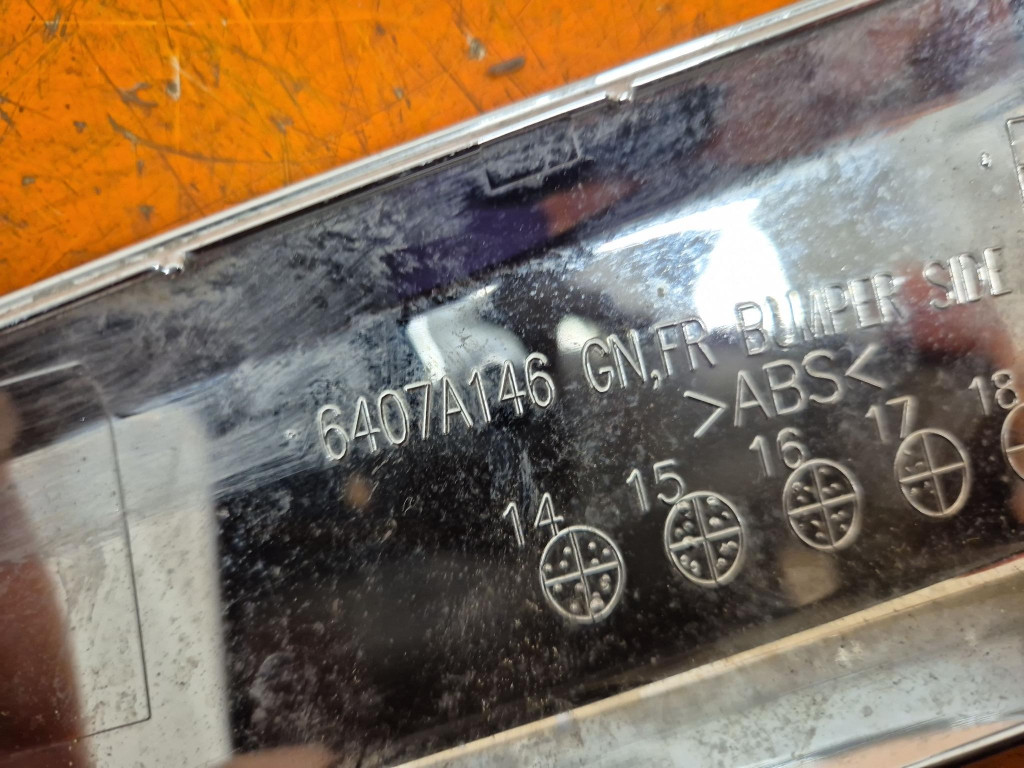 6407A146 GN,FR BUMPER SIDE
>ABS<
14 15 16 17 18